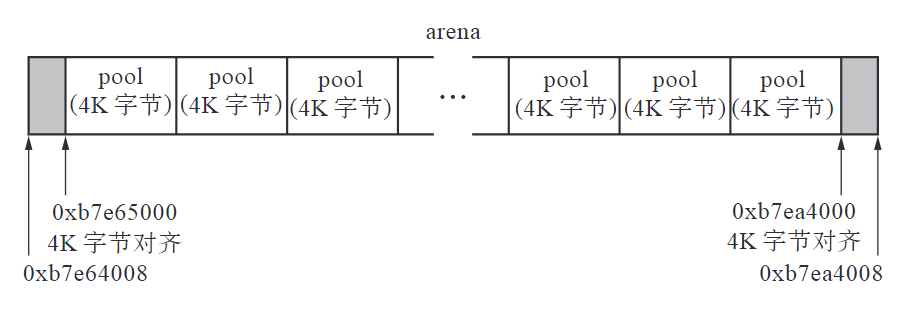 arena
pool
(4K 字节)
pool
(4K 字节)
pool
(4K 字节)
...
pool
(4K 字节)
pool
(4K 字节)
pool
(4K 字节)
0xb7e65000
4K 字节对齐
0xb7e64008
0xb7ea4000
4K 字节对齐
0xb7ea4008